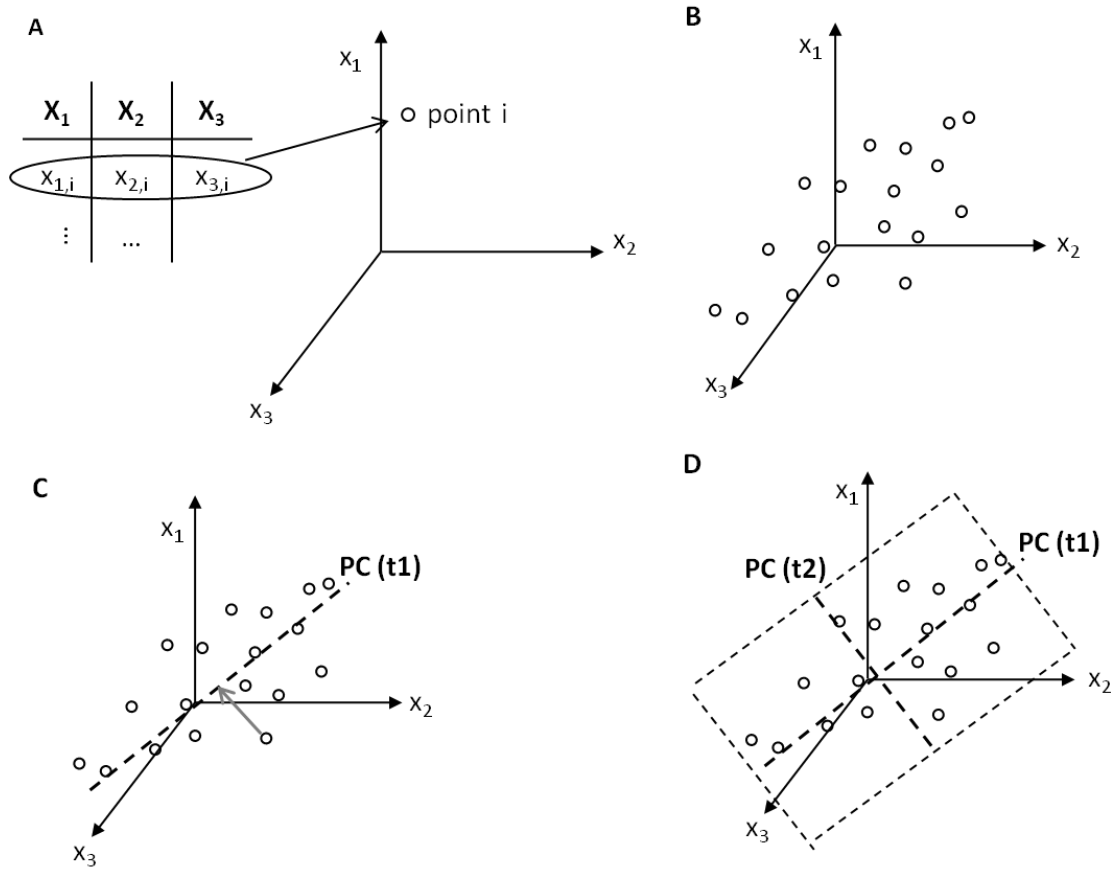 A
X₁ X₂ X₃
x₁,ᵢ x₂,ᵢ x₃,ᵢ
⋮ ...
x₁
point i
x₂
x₃
B
x₁
x₂
x₃
C
x₁
PC (t1)
x₂
x₃
D
x₁
PC (t2) PC (t1)
x₂
x₃